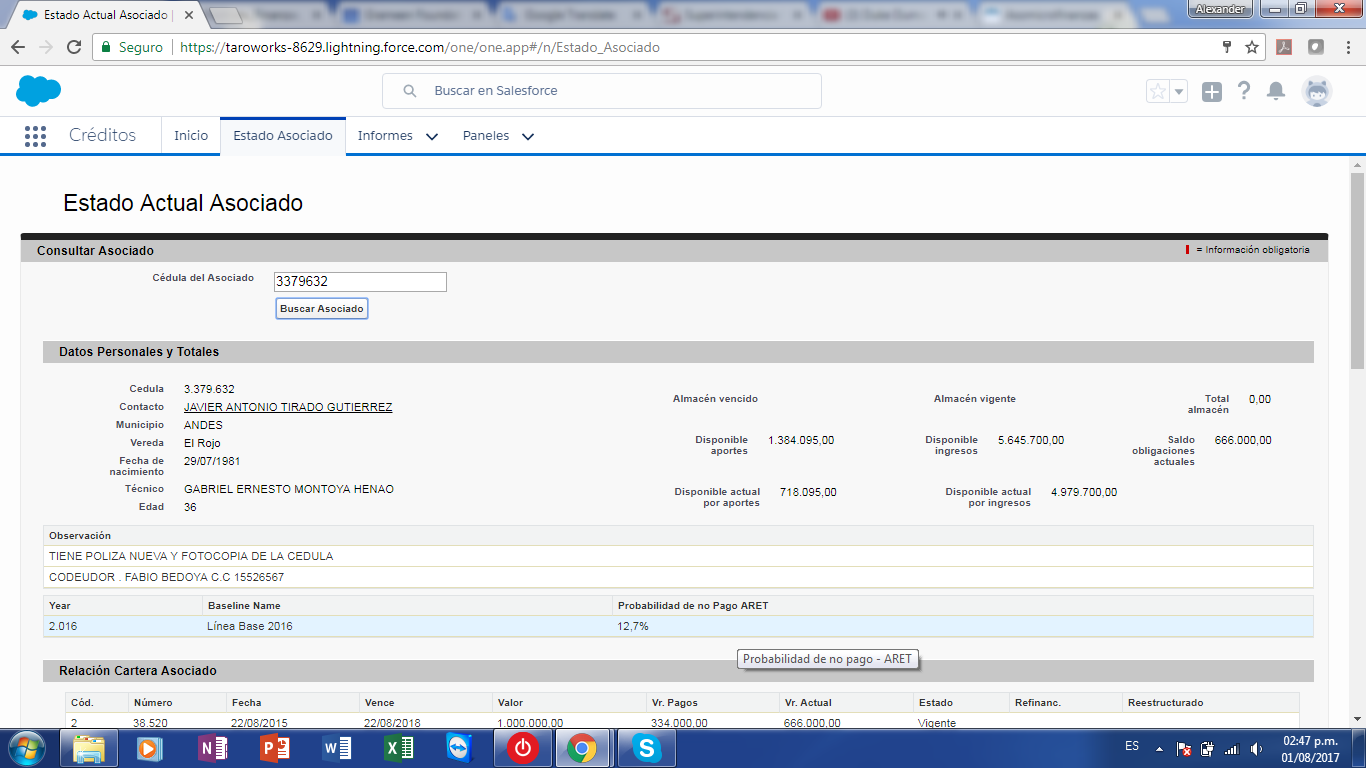 Estado Actual Asociado
Google Translate
Alexander
Seguro
https://taroworks-8629.lightning.force.com/one/one.app#/n/Estado_Asociado
Buscar en Salesforce
Créditos
Inicio
Estado Asociado
Informes
Paneles
Estado Actual Asociado
Consultar Asociado
= Información obligatoria
Cédula del Asociado
3379632
Buscar Asociado
Datos Personales y Totales
Cedula 3.379.632
Contacto JAVIER ANTONIO TIRADO GUTIERREZ
Municipio ANDES
Vereda El Rojo
Fecha de
nacimiento
29/07/1981
Técnico GABRIEL ERNESTO MONTOYA HENAO
Edad 36
Almacén vencido
Almacén vigente
Total
almacén
0,00
Disponible
aportes
1.384.095,00
Disponible
ingresos
5.645.700,00
Saldo
obligaciones
actuales
666.000,00
Disponible actual
por aportes
718.095,00
Disponible actual
por ingresos
4.979.700,00
Observación
TIENE POLIZA NUEVA Y FOTOCOPIA DE LA CEDULA
CODEUDOR . FABIO BEDOYA C.C 15526567
Year Baseline Name Probabilidad de no Pago ARET
2.016 Línea Base 2016 12,7%
Probabilidad de no pago - ARET
Relación Cartera Asociado
Cód. Número Fecha Vence Valor Vr. Pagos Vr. Actual Estado Refinanc. Reestructurado
2 38.520 22/08/2015 22/08/2018 1.000.000,00 334.000,00 666.000,00 Vigente
ES
02:47 p.m.
01/08/2017